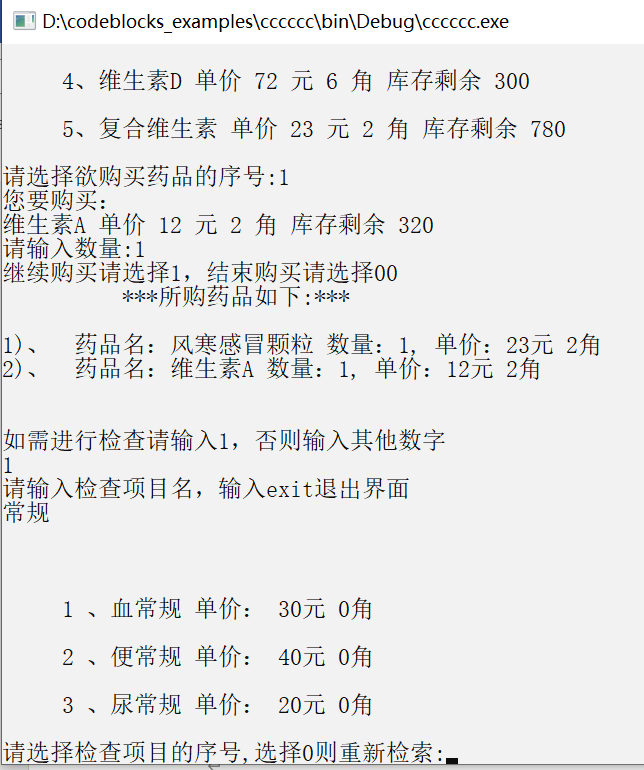 D:\codeblocks_examples\cccccc\bin\Debug\cccccc.exe
4、维生素D 单价 72 元 6 角 库存剩余 300
5、复合维生素 单价 23 元 2 角 库存剩余 780
请选择欲购买药品的序号:1
您要购买:
维生素A 单价 12 元 2 角 库存剩余 320
请输入数量:1
继续购买请选择1，结束购买请选择00
***所购药品如下:***
1)、 药品名：风寒感冒颗粒 数量：1, 单价：23元 2角
2)、 药品名：维生素A 数量：1, 单价：12元 2角
如需进行检查请输入1，否则输入其他数字
1
请输入检查项目名，输入exit退出界面
常规
1 、血常规 单价： 30元 0角
2 、便常规 单价： 40元 0角
3 、尿常规 单价： 20元 0角
请选择检查项目的序号,选择0则重新检索: